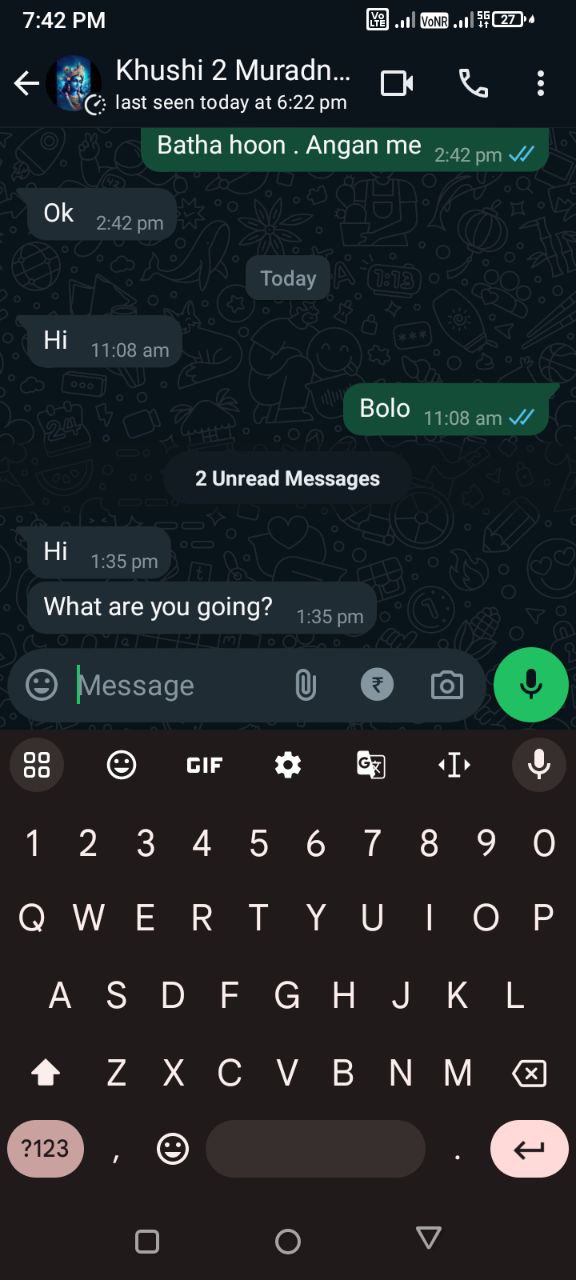 7:42 PM
Vo LTE VoNR 5G 27
Khushi 2 Muradn...
last seen today at 6:22 pm
Batha hoon . Angan me 2:42 pm
Ok 2:42 pm
Today
Hi 11:08 am
Bolo 11:08 am
2 Unread Messages
Hi 1:35 pm
What are you going? 1:35 pm
Message ₹
GIF G
1 2 3 4 5 6 7 8 9 0
Q W E R T Y U I O P
A S D F G H J K L
Z X C V B N M
?123 , .